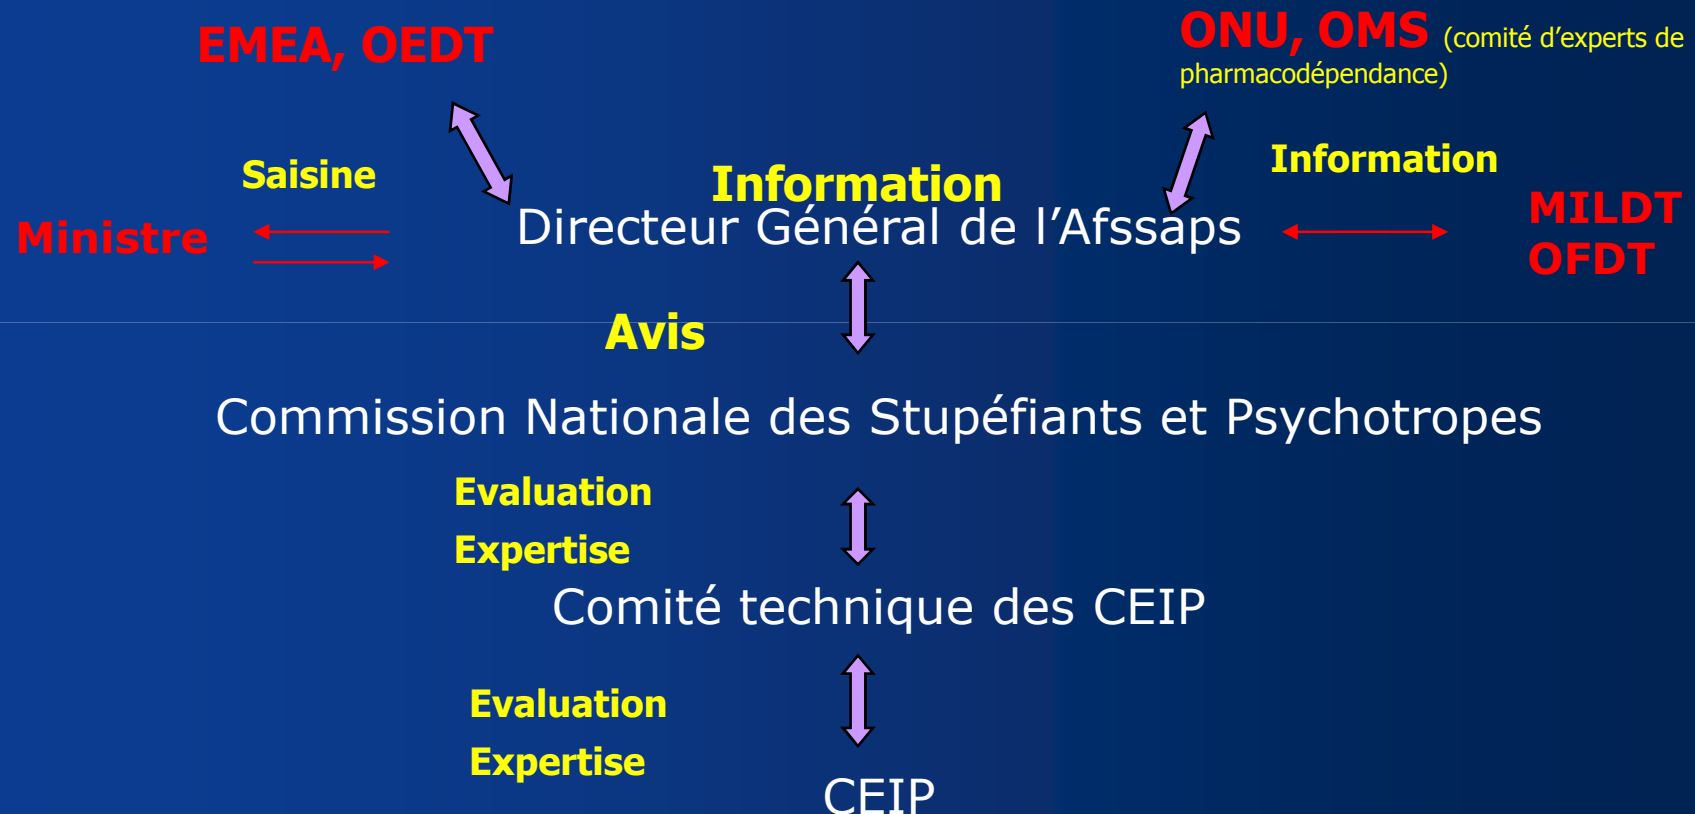 EMEA, OEDT
ONU, OMS (comité d’experts de
pharmacodépendance)
Saisine
Information
Information
Ministre
Directeur Général de l’Afssaps
MILDT
OFDT
Avis
Commission Nationale des Stupéfiants et Psychotropes
Evaluation
Expertise
Comité technique des CEIP
Evaluation
Expertise
CEIP